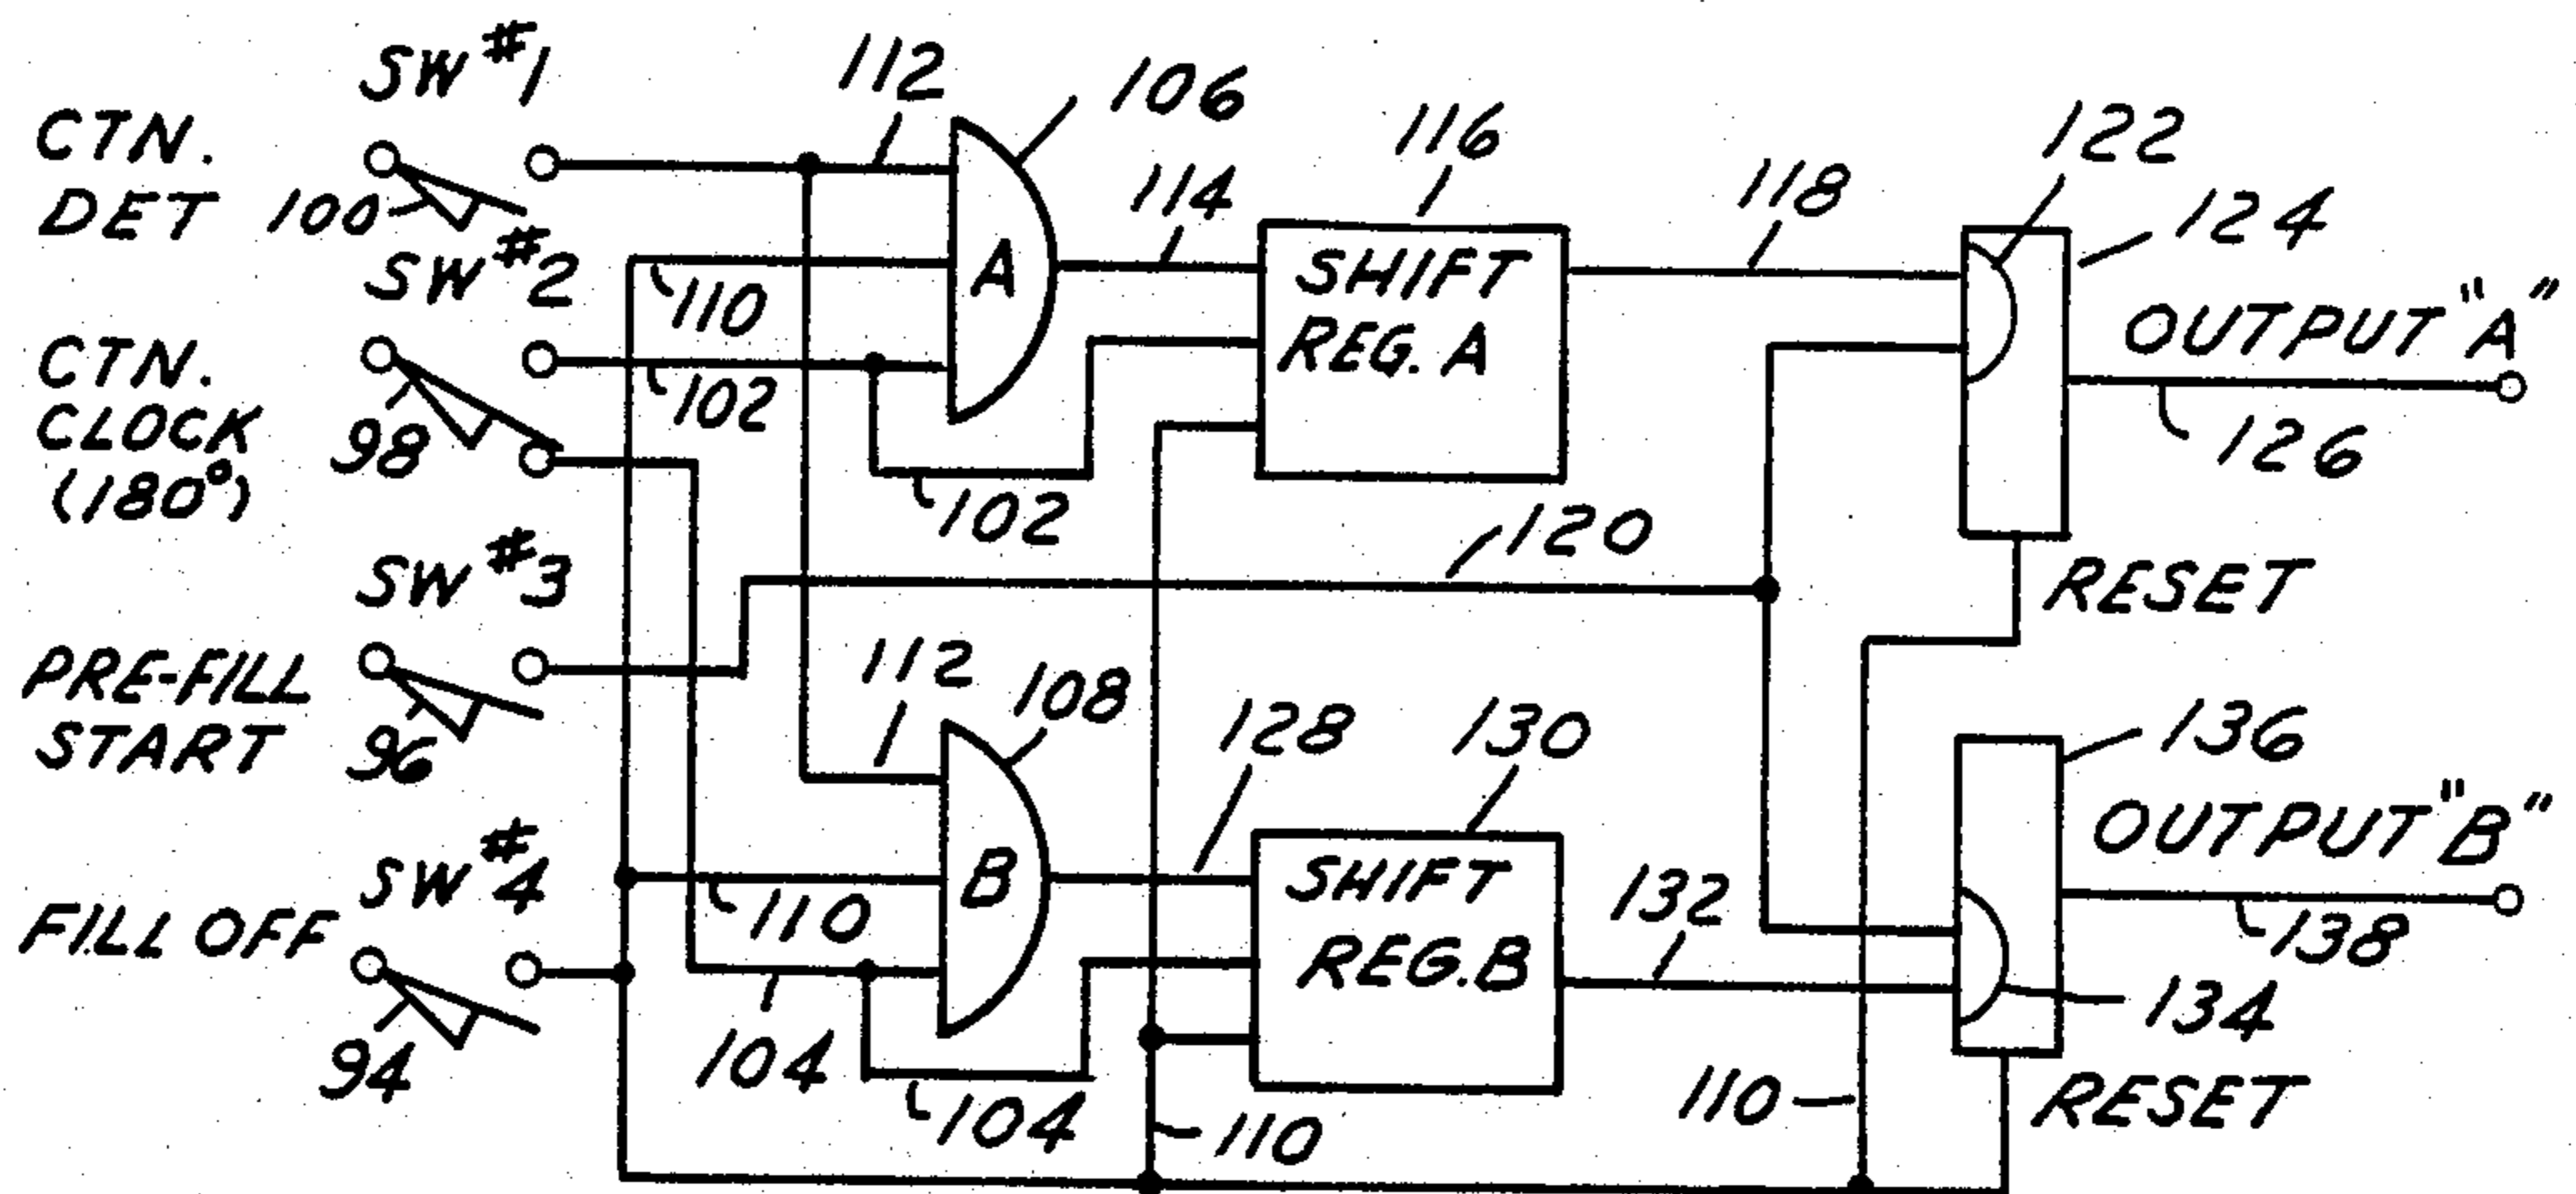 SW #1
CTN.
DET
100
112
106
114
116
118
122
124
SW #2
110
A
SHIFT
REG. A
OUTPUT "A"
CTN.
CLOCK
(180°)
98
102
102
126
SW #3
120
RESET
PRE-FILL
START
96
112
108
128
130
136
OUTPUT "B"
SW #4
FILL OFF
94
B
110
SHIFT
REG. B
132
138
134
104
104
110
110
RESET